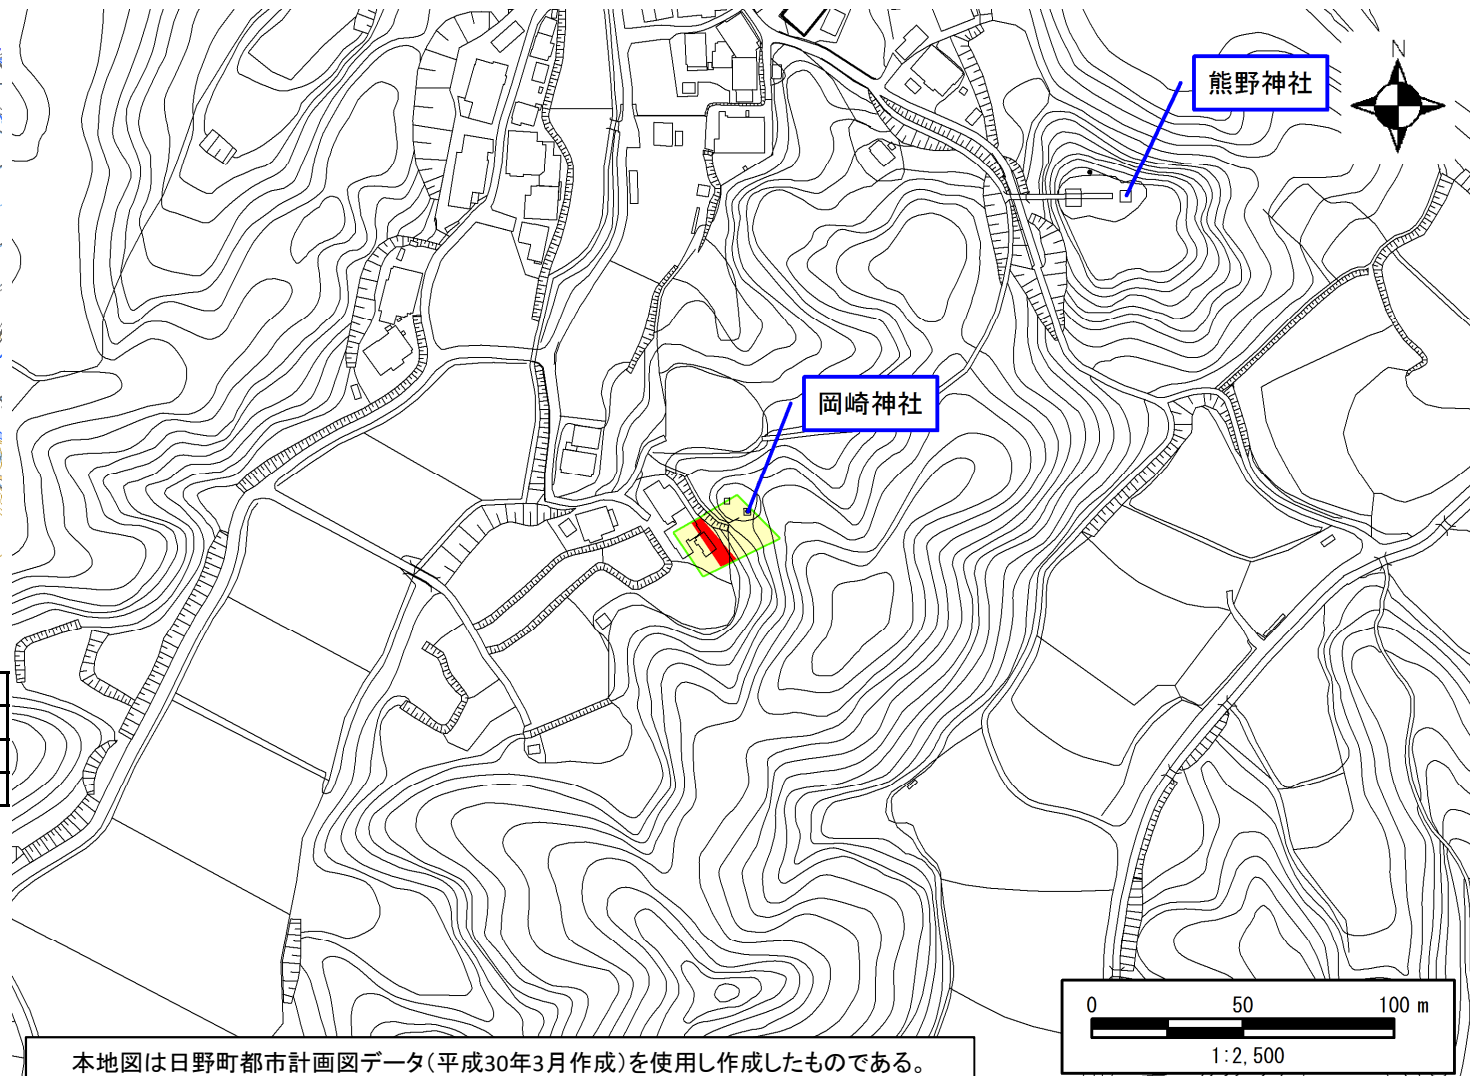 N
熊野神社
岡崎神社
0 50 100 m
1:2,500
本地図は日野町都市計画図データ(平成30年3月作成)を使用し作成したものである。